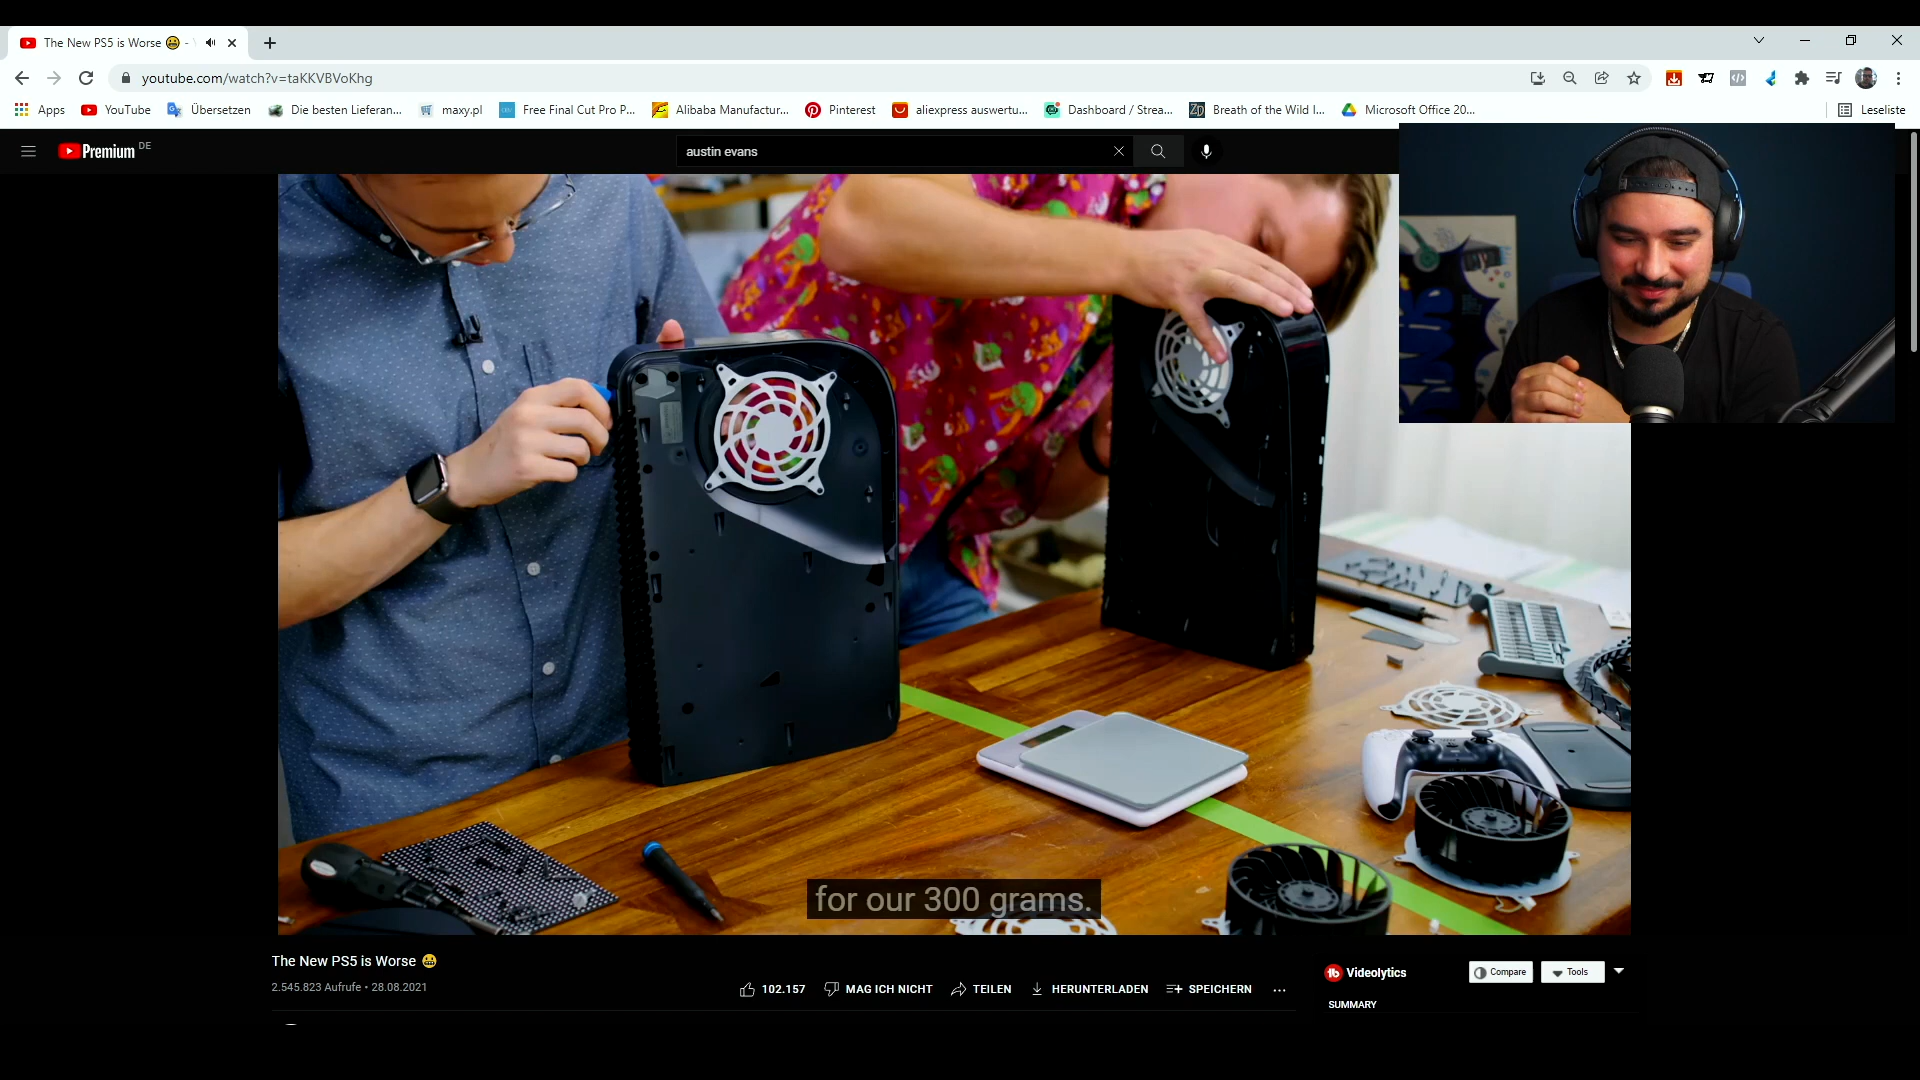 The New PS5 is Worse 😬 -
youtube.com/watch?v=taKKVBVoKhg
Apps YouTube Übersetzen Die besten Lieferan... maxy.pl Free Final Cut Pro P... Alibaba Manufactur... Pinterest aliexpress auswertu... Dashboard / Strea... Breath of the Wild I... Microsoft Office 20... Leseliste
Premium DE
austin evans
for our 300 grams.
The New PS5 is Worse 😬
2.545.823 Aufrufe • 28.08.2021
102.157 MAG ICH NICHT TEILEN HERUNTERLADEN SPEICHERN ...
Videolytics Compare Tools
SUMMARY